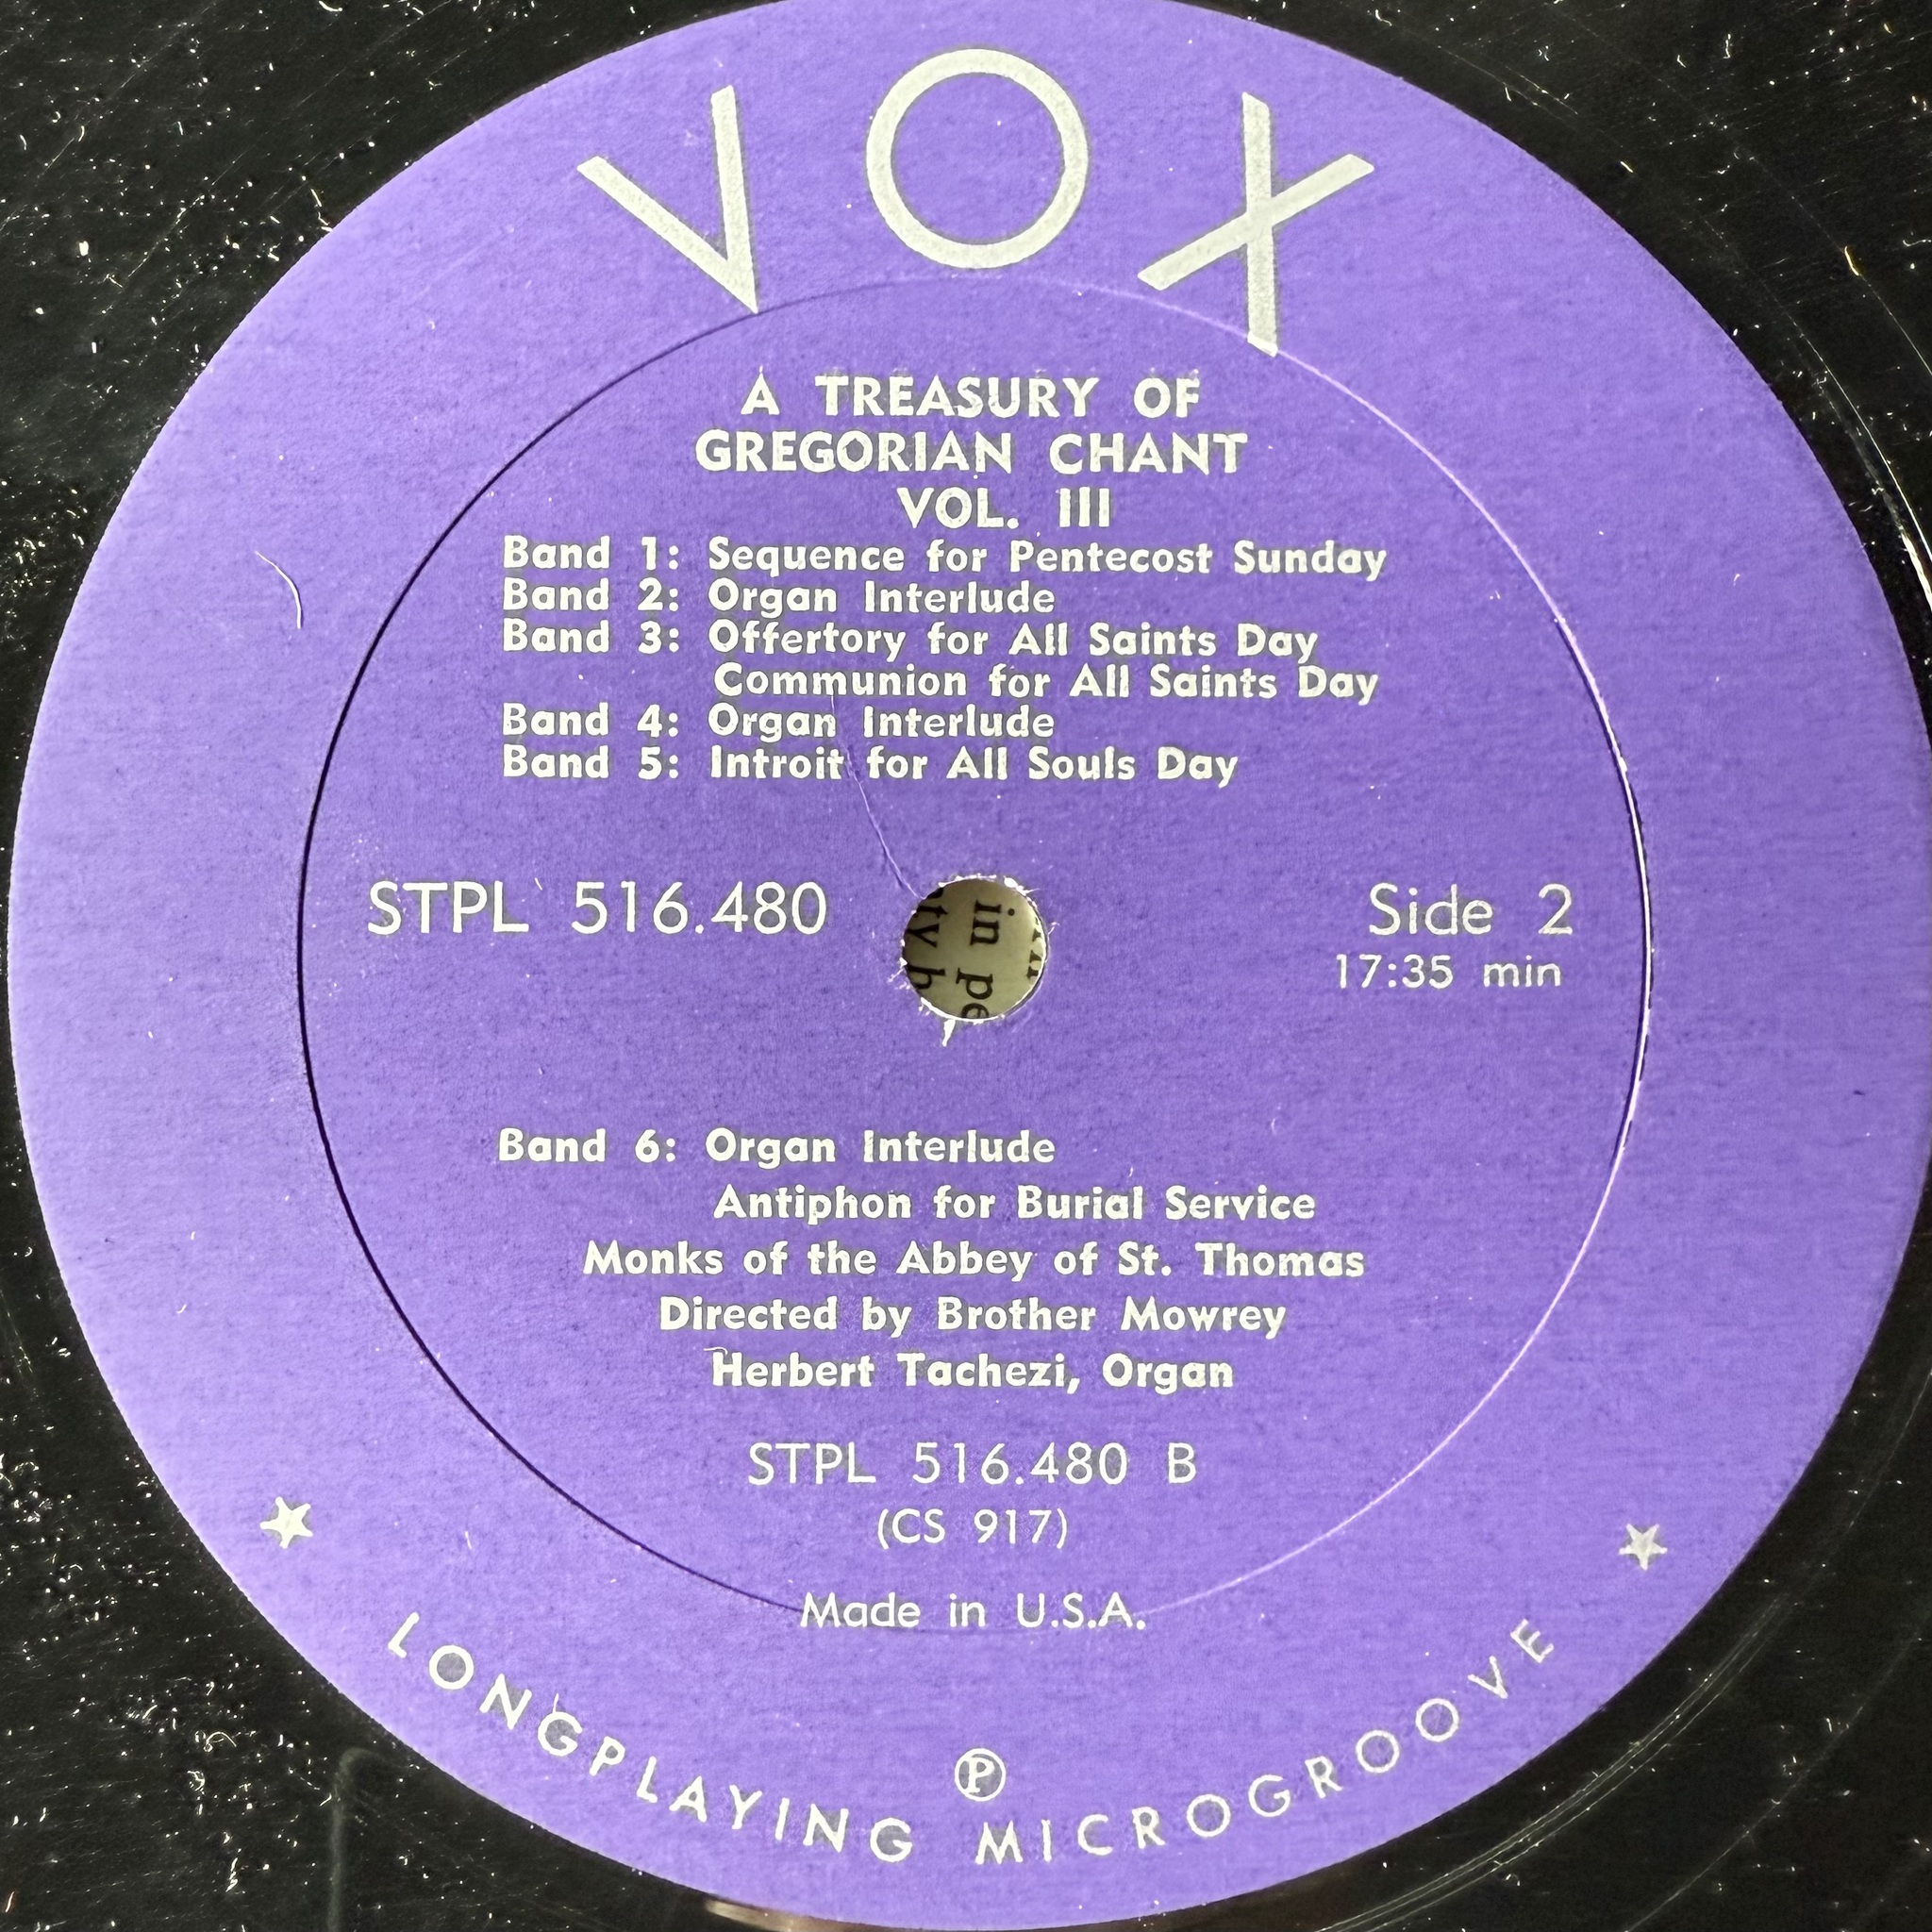 VOX
A TREASURY OF
GREGORIAN CHANT
VOL. III
Band 1: Sequence for Pentecost Sunday
Band 2: Organ Interlude
Band 3: Offertory for All Saints Day
Communion for All Saints Day
Band 4: Organ Interlude
Band 5: Introit for All Souls Day
STPL 516.480
Side 2
17:35 min
in pe
ty b
Band 6: Organ Interlude
Antiphon for Burial Service
Monks of the Abbey of St. Thomas
Directed by Brother Mowrey
Herbert Tachezi, Organ
STPL 516.480 B
(CS 917)
Made in U.S.A.
℗
LONGPLAYING MICROGROOVE